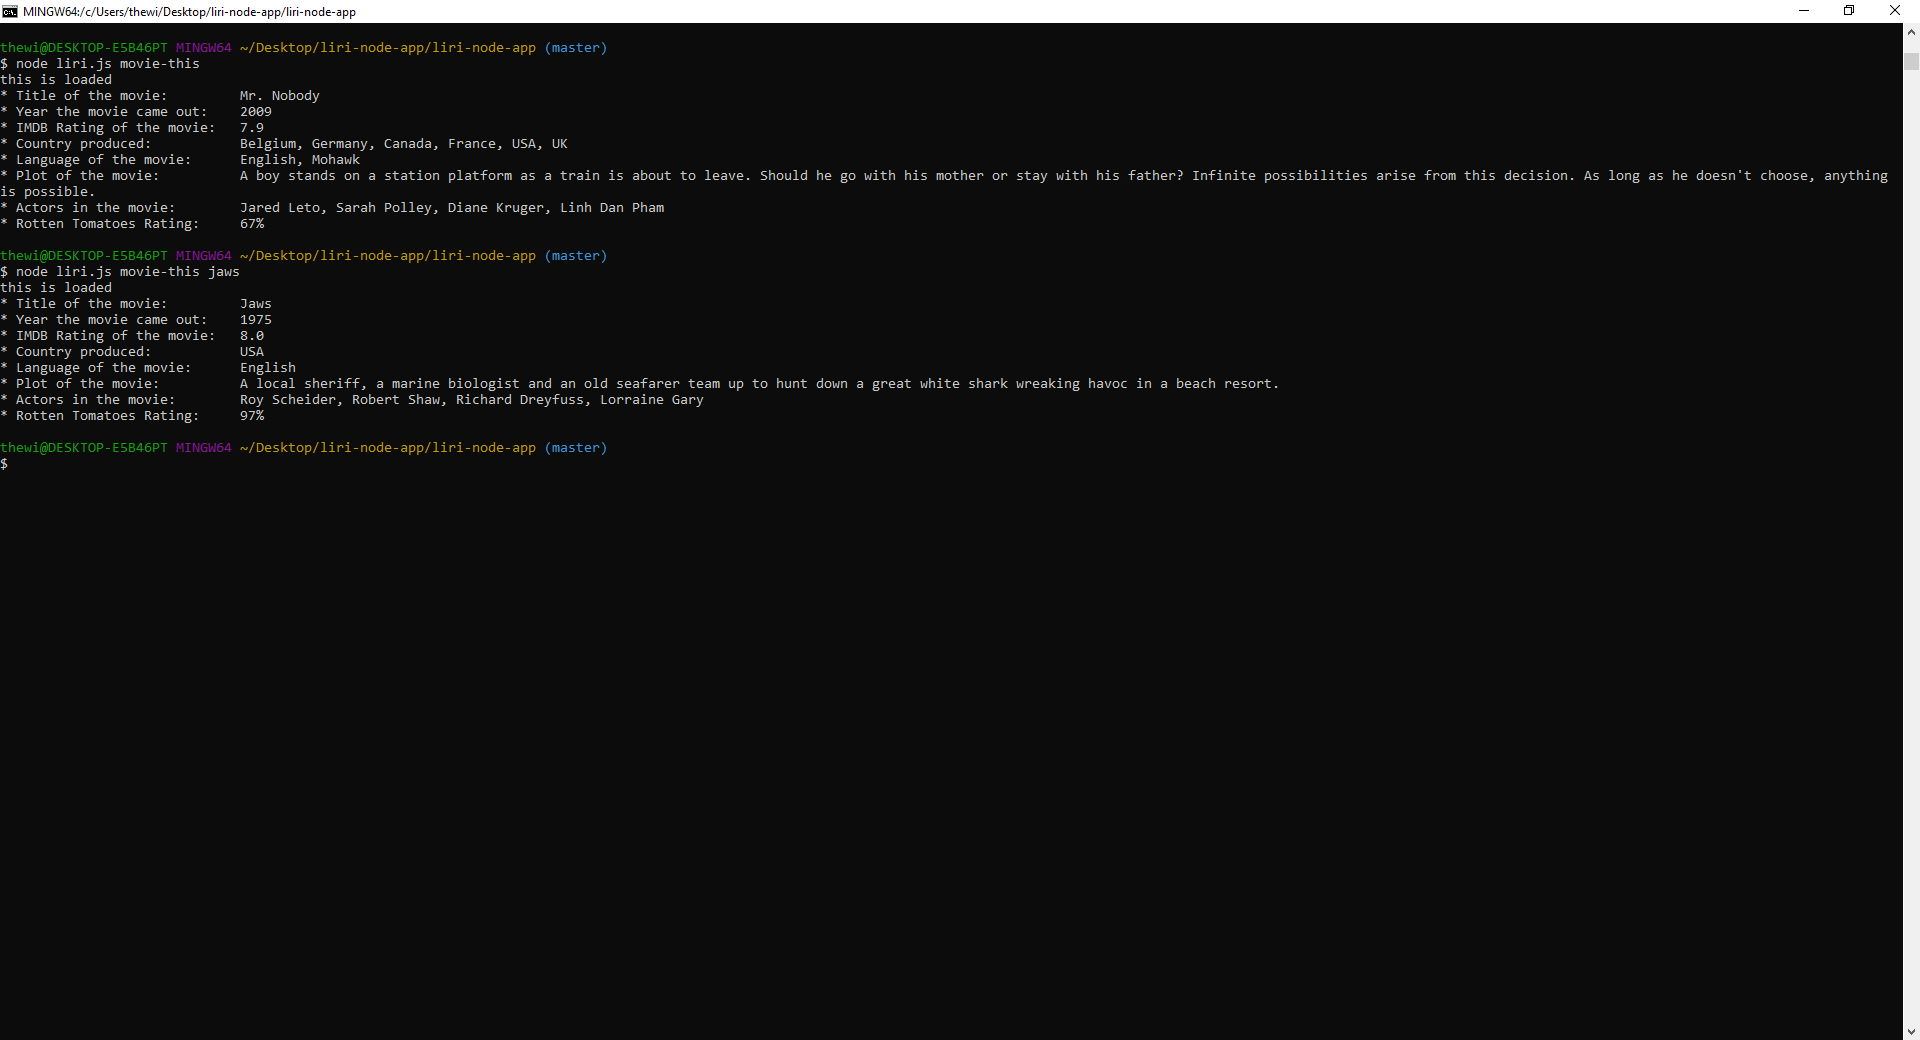 MINGW64:/c/Users/thewi/Desktop/liri-node-app/liri-node-app
thewi@DESKTOP-E5B46PT MINGW64 ~/Desktop/liri-node-app/liri-node-app (master)
$ node liri.js movie-this
this is loaded
* Title of the movie:         Mr. Nobody
* Year the movie came out:    2009
* IMDB Rating of the movie:   7.9
* Country produced:           Belgium, Germany, Canada, France, USA, UK
* Language of the movie:      English, Mohawk
* Plot of the movie:          A boy stands on a station platform as a train is about to leave. Should he go with his mother or stay with his father? Infinite possibilities arise from this decision. As long as he doesn't choose, anything
is possible.
* Actors in the movie:        Jared Leto, Sarah Polley, Diane Kruger, Linh Dan Pham
* Rotten Tomatoes Rating:     67%
thewi@DESKTOP-E5B46PT MINGW64 ~/Desktop/liri-node-app/liri-node-app (master)
$ node liri.js movie-this jaws
this is loaded
* Title of the movie:         Jaws
* Year the movie came out:    1975
* IMDB Rating of the movie:   8.0
* Country produced:           USA
* Language of the movie:      English
* Plot of the movie:          A local sheriff, a marine biologist and an old seafarer team up to hunt down a great white shark wreaking havoc in a beach resort.
* Actors in the movie:        Roy Scheider, Robert Shaw, Richard Dreyfuss, Lorraine Gary
* Rotten Tomatoes Rating:     97%
thewi@DESKTOP-E5B46PT MINGW64 ~/Desktop/liri-node-app/liri-node-app (master)
$